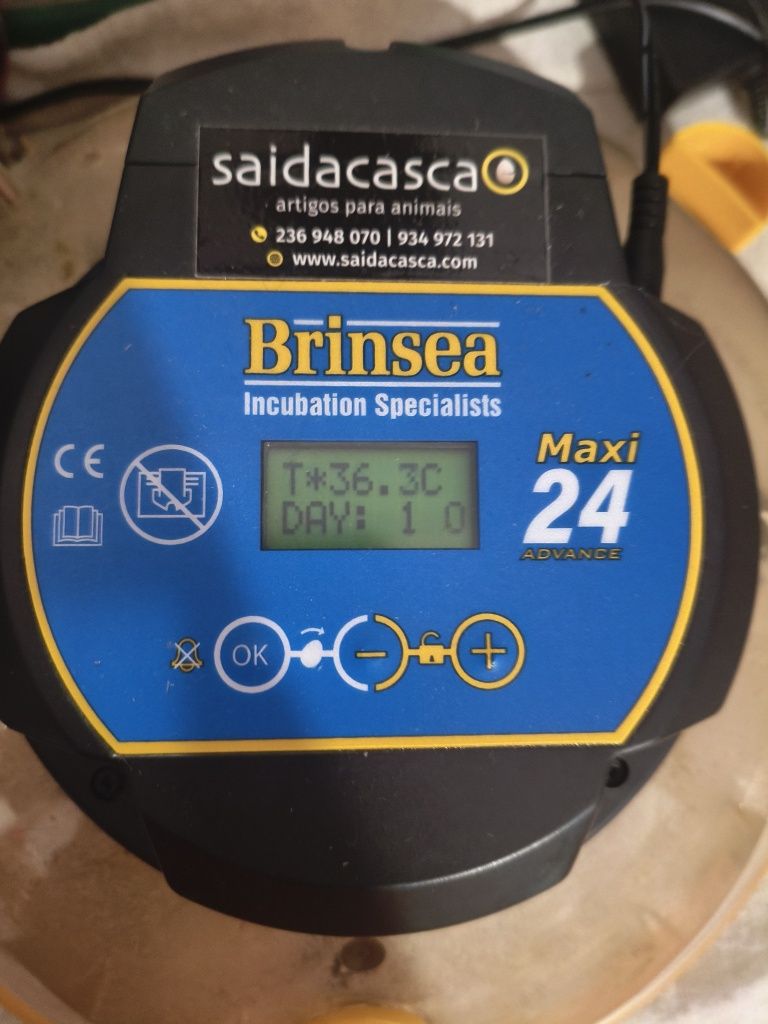 saidacasca
artigos para animais
236 948 070 | 934 972 131
www.saidacasca.com
Brinsea
Incubation Specialists
CE
T*36.3C
DAY: 1 0
Maxi
24
ADVANCE
OK